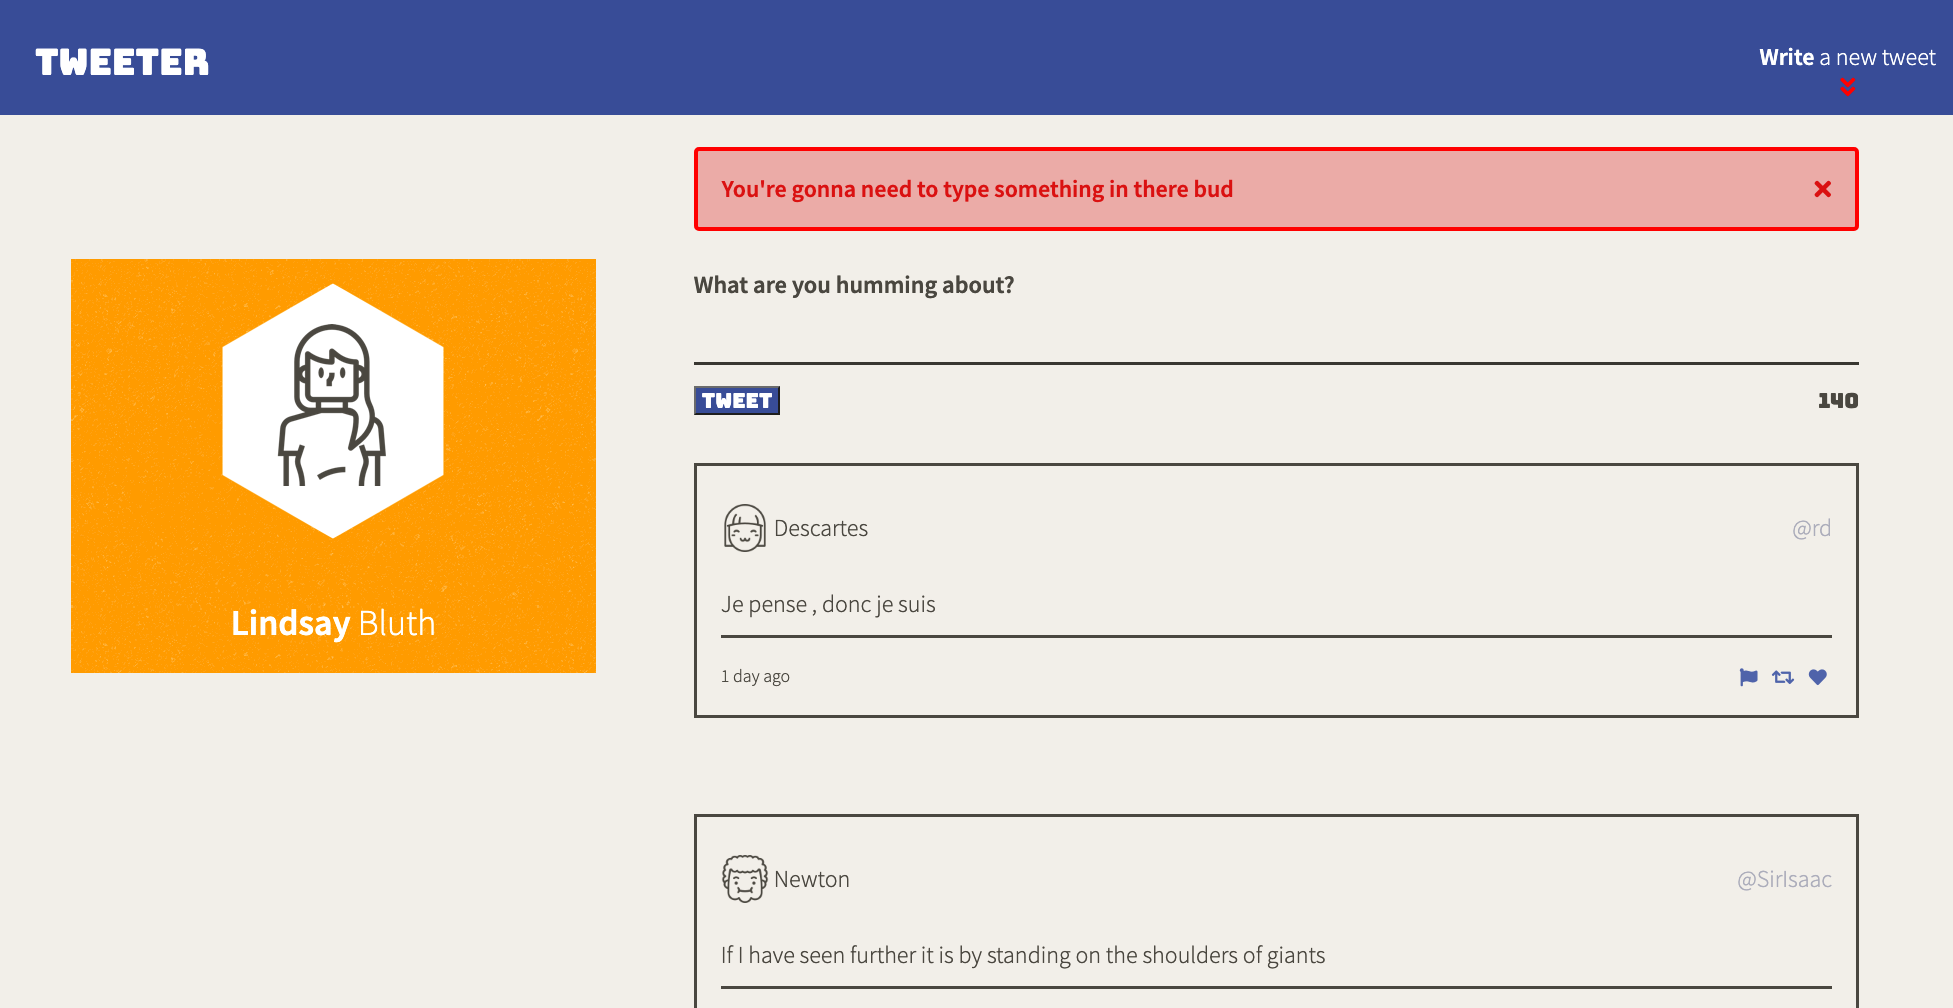 TWEETER
Write a new tweet
You're gonna need to type something in there bud
What are you humming about?
TWEET
140
Lindsay Bluth
Descartes
@rd
Je pense , donc je suis
1 day ago
Newton
@SirIsaac
If I have seen further it is by standing on the shoulders of giants